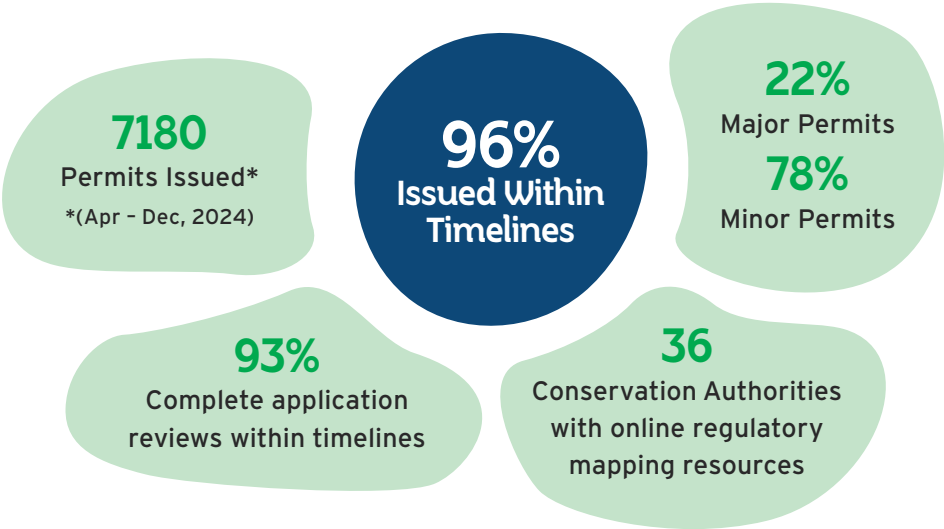 7180
Permits Issued*
*(Apr – Dec, 2024)
96%
Issued Within
Timelines
22%
Major Permits
78%
Minor Permits
93%
Complete application
reviews within timelines
36
Conservation Authorities
with online regulatory
mapping resources